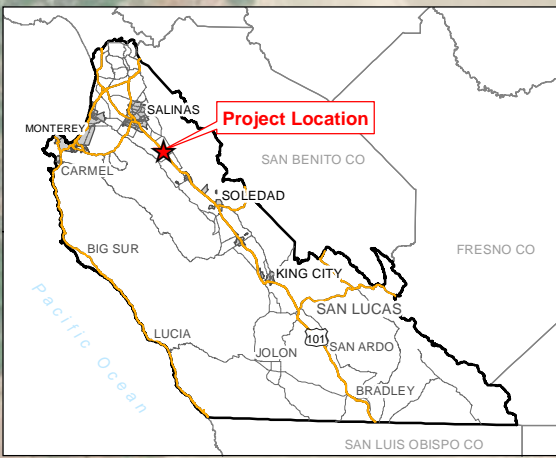 SALINAS
Project Location
MONTEREY
SAN BENITO CO
CARMEL
SOLEDAD
BIG SUR
FRESNO CO
KING CITY
Pacific Ocean
SAN LUCAS
LUCIA
101
SAN ARDO
JOLON
BRADLEY
SAN LUIS OBISPO CO